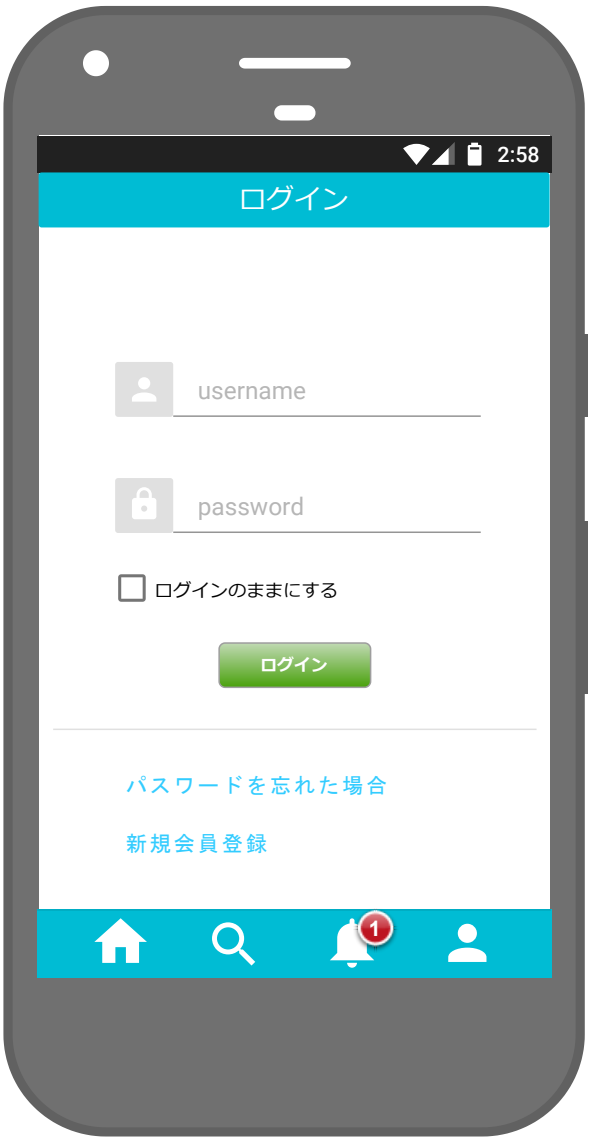 2:58
ログイン
username
password
ログインのままにする
ログイン
パスワードを忘れた場合
新規会員登録
1